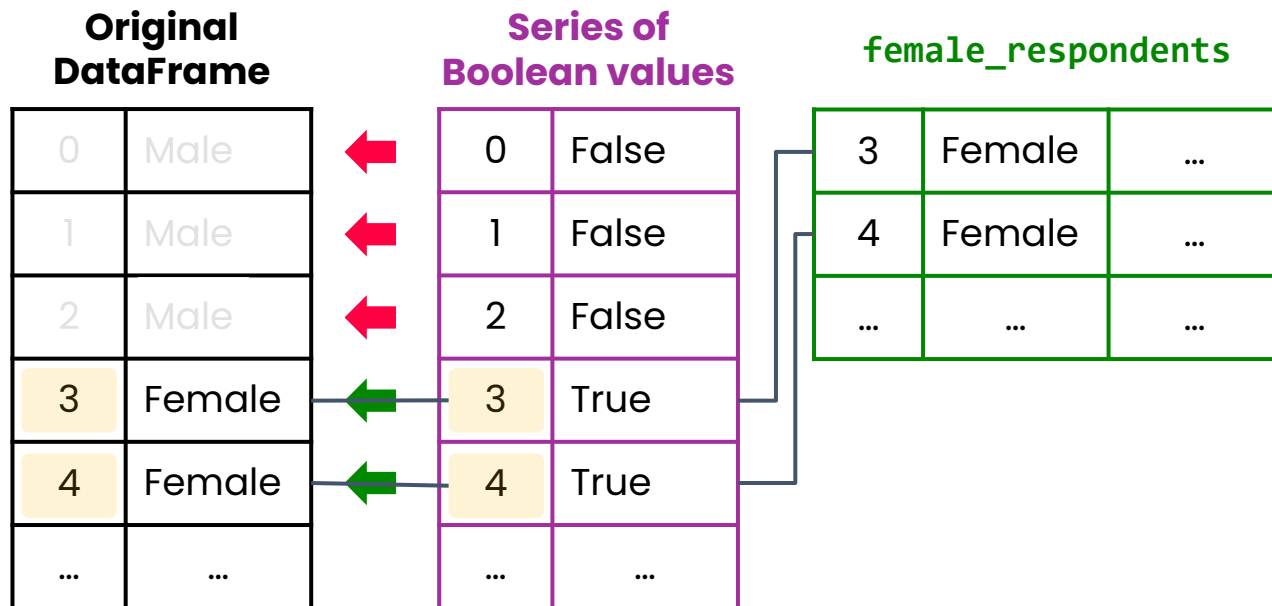 Original
DataFrame
Series of
Boolean values
female_respondents
0 Male
1 Male
2 Male
3 Female
4 Female
... ...
0 False
1 False
2 False
3 True
4 True
... ...
3 Female ...
4 Female ...
... ... ...